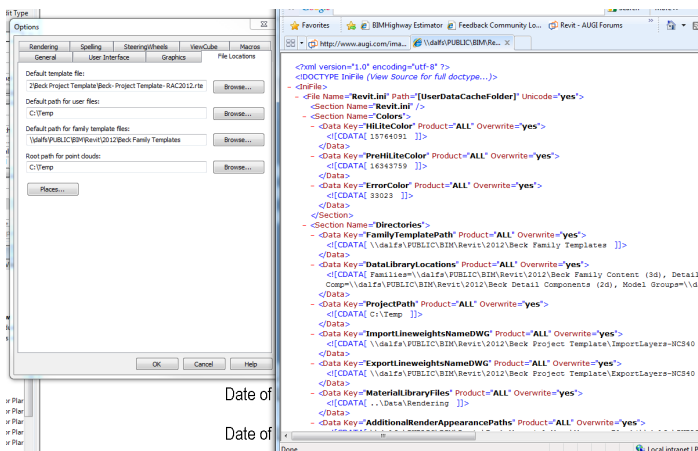 dit Type
Options
Rendering Spelling SteeringWheels ViewCube Macros
General User Interface Graphics File Locations
Default template file:
2\Beck Project Template\Beck- Project Template- RAC2012.rte Browse...
Default path for user files:
C:\Temp Browse...
Default path for family template files:
\\dalfs\PUBLIC\BIM\Revit\2012\Beck Family Templates Browse...
Root path for point clouds:
C:\Temp Browse...
Places...
OK Cancel Help
or Plar
or Plar
or Plar
or Plar
or Plar
Date of
Date of
Favorites BIMHighway Estimator Feedback Community Lo... Revit - AUGI Forums
http://www.augi.com/ima... \\dalfs\PUBLIC\BIM\Re... X
<?xml version="1.0" encoding="utf-8" ?>
<!DOCTYPE IniFile (View Source for full doctype...)>
- <IniFile>
- <File Name="Revit.ini" Path="[UserDataCacheFolder]" Unicode="yes">
<Section Name="Revit.ini" />
- <Section Name="Colors">
- <Data Key="HiLiteColor" Product="ALL" Overwrite="yes">
<![CDATA[ 15764091 ]]>
</Data>
- <Data Key="PreHiLiteColor" Product="ALL" Overwrite="yes">
<![CDATA[ 16343759 ]]>
</Data>
- <Data Key="ErrorColor" Product="ALL" Overwrite="yes">
<![CDATA[ 33023 ]]>
</Data>
</Section>
- <Section Name="Directories">
- <Data Key="FamilyTemplatePath" Product="ALL" Overwrite="yes">
<![CDATA[ \\dalfs\PUBLIC\BIM\Revit\2012\Beck Family Templates ]]>
</Data>
- <Data Key="DataLibraryLocations" Product="ALL" Overwrite="yes">
<![CDATA[ Families=\\dalfs\PUBLIC\BIM\Revit\2012\Beck Family Content (3d), Detail
Comp=\\dalfs\PUBLIC\BIM\Revit\2012\Beck Detail Components (2d), Model Groups=\\d
</Data>
- <Data Key="ProjectPath" Product="ALL" Overwrite="yes">
<![CDATA[ C:\Temp ]]>
</Data>
- <Data Key="ImportLineweightsNameDWG" Product="ALL" Overwrite="yes">
<![CDATA[ \\dalfs\PUBLIC\BIM\Revit\2012\Beck Project Template\ImportLayers-NCS40
</Data>
- <Data Key="ExportLineweightsNameDWG" Product="ALL" Overwrite="yes">
<![CDATA[ \\dalfs\PUBLIC\BIM\Revit\2012\Beck Project Template\ExportLayers-NCS40
</Data>
- <Data Key="MaterialLibraryFiles" Product="ALL" Overwrite="yes">
<![CDATA[ ..\Data\Rendering ]]>
</Data>
- <Data Key="AdditionalRenderAppearancePaths" Product="ALL" Overwrite="yes">
Done
Local intranet | P